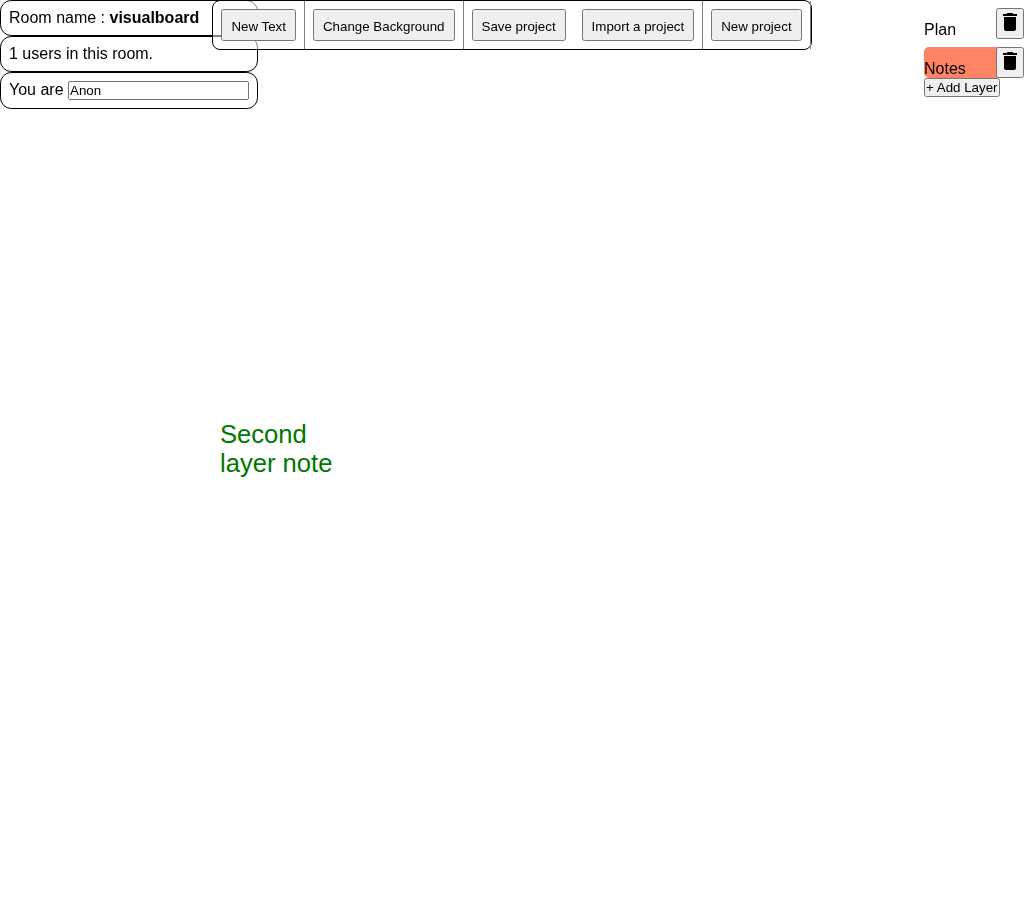 Room name : visualboard
1 users in this room.
You are Anon
New Text
Change Background
Save project
Import a project
New project
Plan
Notes
+ Add Layer
Second
layer note